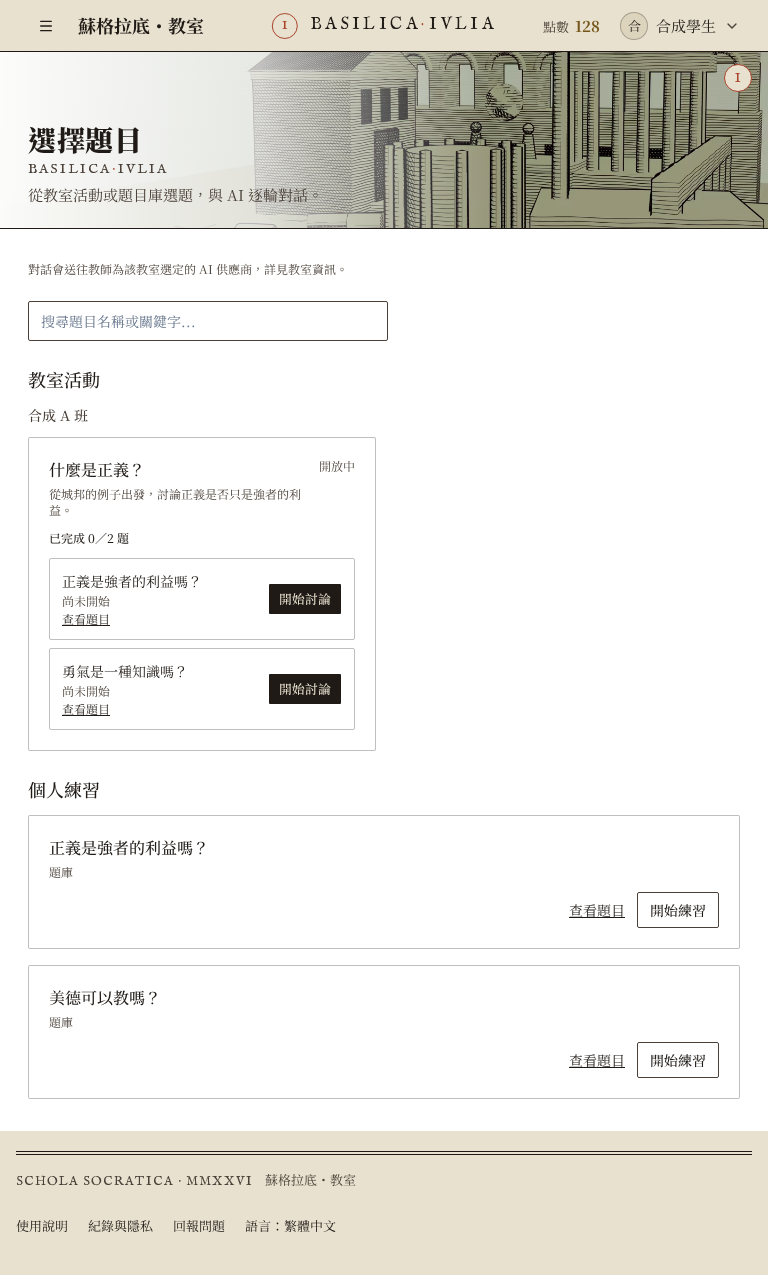 ☰ 蘇格拉底・教室 I BASILICA·IVLIA 點數 128 合 合成學生
I
選擇題目
BASILICA·IVLIA
從教室活動或題目庫選題，與 AI 逐輪對話。
對話會送往教師為該教室選定的 AI 供應商，詳見教室資訊。
搜尋題目名稱或關鍵字…
教室活動
合成 A 班
什麼是正義？ 開放中
從城邦的例子出發，討論正義是否只是強者的利
益。
已完成 0／2 題
正義是強者的利益嗎？
尚未開始
查看題目
開始討論
勇氣是一種知識嗎？
尚未開始
查看題目
開始討論
個人練習
正義是強者的利益嗎？
題庫
查看題目 開始練習
美德可以教嗎？
題庫
查看題目 開始練習
SCHOLA SOCRATICA · MMXXVI 蘇格拉底・教室
使用說明 紀錄與隱私 回報問題 語言：繁體中文